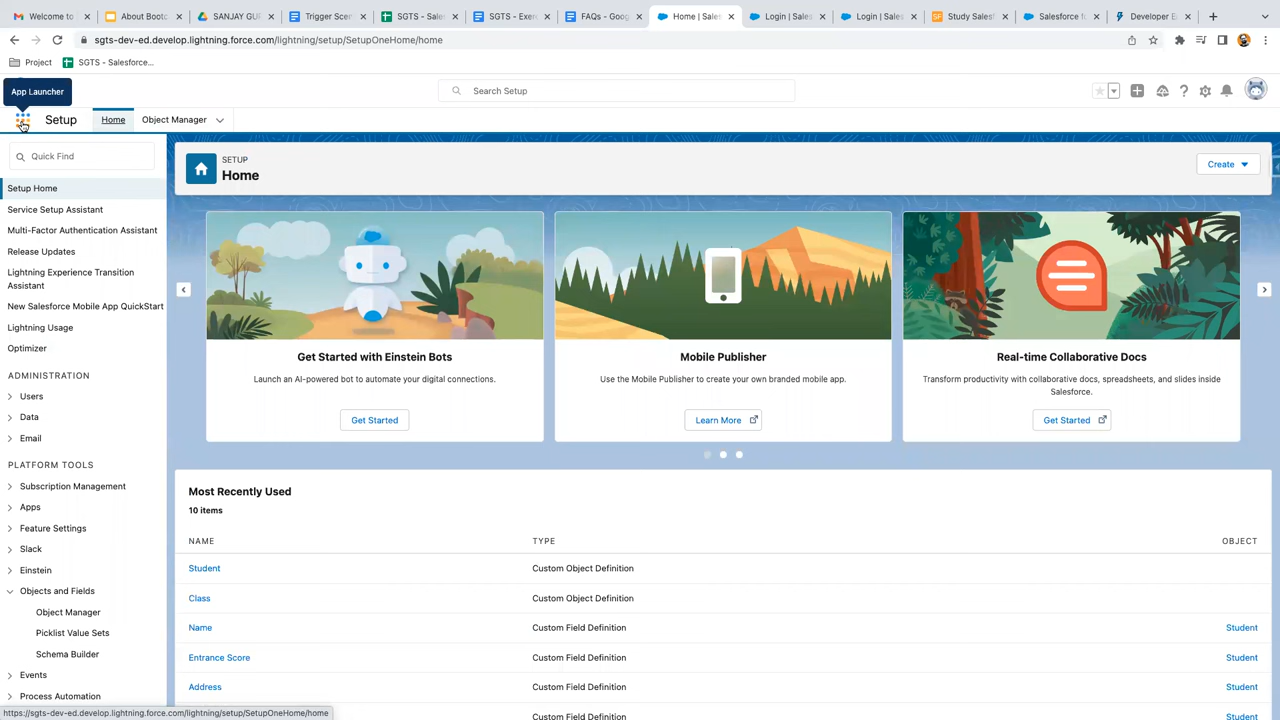 Welcome to
About Bootc
SANJAY GUP
Trigger Scen
SGTS - Sales
SGTS - Exerc
FAQs - Goog
Home | Sales
Login | Sales
Login | Sales
Study Salesf
Salesforce fo
Developer Ex
sgts-dev-ed.develop.lightning.force.com/lightning/setup/SetupOneHome/home
Project
SGTS - Salesforce...
App Launcher
Search Setup
Setup
Home
Object Manager
Quick Find
Setup Home
Service Setup Assistant
Multi-Factor Authentication Assistant
Release Updates
Lightning Experience Transition
Assistant
New Salesforce Mobile App QuickStart
Lightning Usage
Optimizer
ADMINISTRATION
Users
Data
Email
PLATFORM TOOLS
Subscription Management
Apps
Feature Settings
Slack
Einstein
Objects and Fields
Object Manager
Picklist Value Sets
Schema Builder
Events
Process Automation
https://sgts-dev-ed.develop.lightning.force.com/lightning/setup/SetupOneHome/home
SETUP
Home
Create
Get Started with Einstein Bots
Launch an AI-powered bot to automate your digital connections.
Get Started
Mobile Publisher
Use the Mobile Publisher to create your own branded mobile app.
Learn More
Real-time Collaborative Docs
Transform productivity with collaborative docs, spreadsheets, and slides inside
Salesforce.
Get Started
Most Recently Used
10 items
NAME TYPE OBJECT
Student Custom Object Definition
Class Custom Object Definition
Name Custom Field Definition Student
Entrance Score Custom Field Definition Student
Address Custom Field Definition Student
Custom Field Definition Student